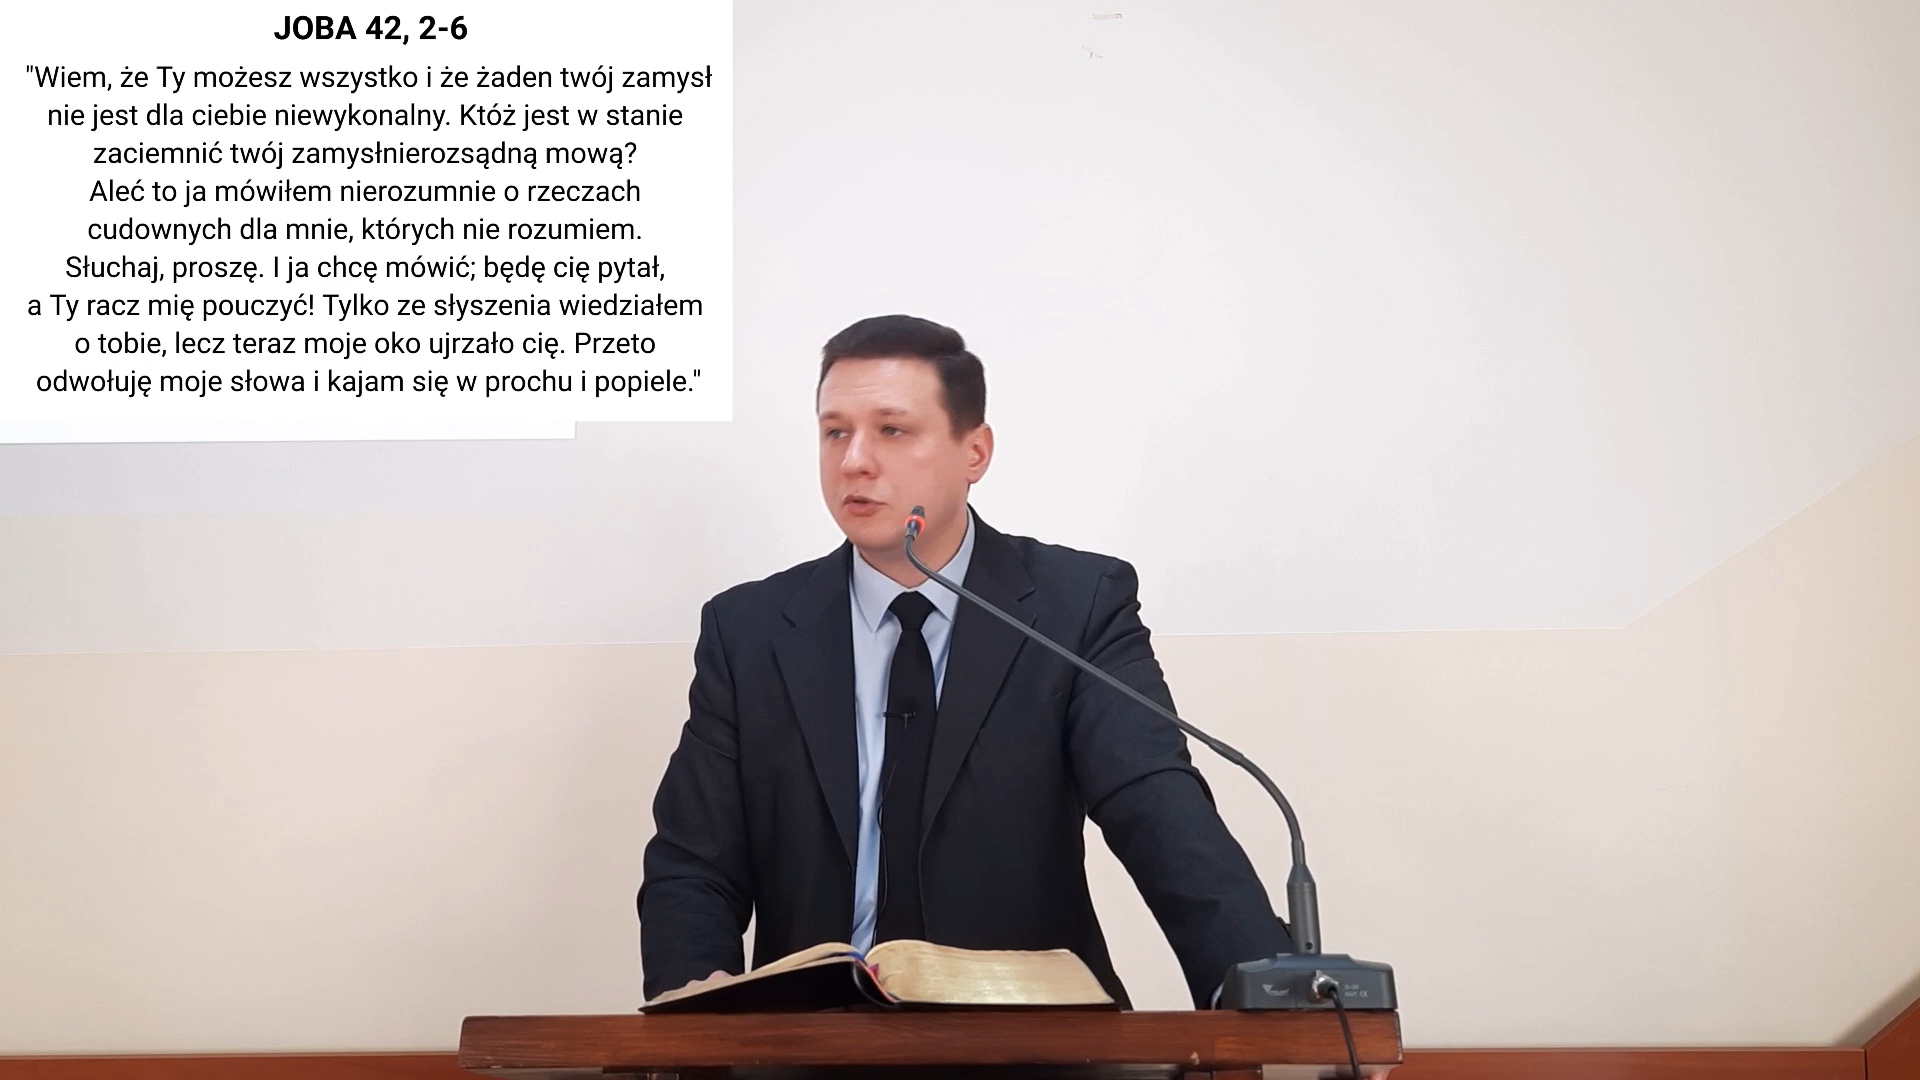 JOBA 42, 2-6
"Wiem, że Ty możesz wszystko i że żaden twój zamysł
nie jest dla ciebie niewykonalny. Któż jest w stanie
zaciemnić twój zamysłnierozsądną mową?
Aleć to ja mówiłem nierozumnie o rzeczach
cudownych dla mnie, których nie rozumiem.
Słuchaj, proszę. I ja chcę mówić; będę cię pytał,
a Ty racz mię pouczyć! Tylko ze słyszenia wiedziałem
o tobie, lecz teraz moje oko ujrzało cię. Przeto
odwołuję moje słowa i kajam się w prochu i popiele."